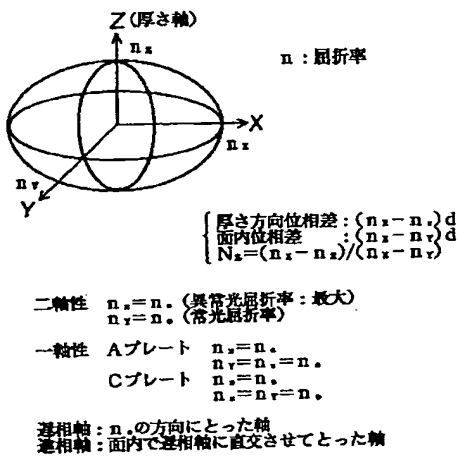 Z(厚さ軸)
nz
n:屈折率
X
nx
nY
Y
厚さ方向位相差:(nx−nz)d
面内位相差:(nx−nY)d
Nz=(nx−nz)/(nx−nY)
二軸性 nx=ne(異常光屈折率:最大)
nY=no(常光屈折率)
一軸性 Aプレート nx=ne
nY=nz=no
Cプレート nz=ne
nx=nY=no
遅相軸:neの方向にとった軸
進相軸:面内で遅相軸に直交させてとった軸